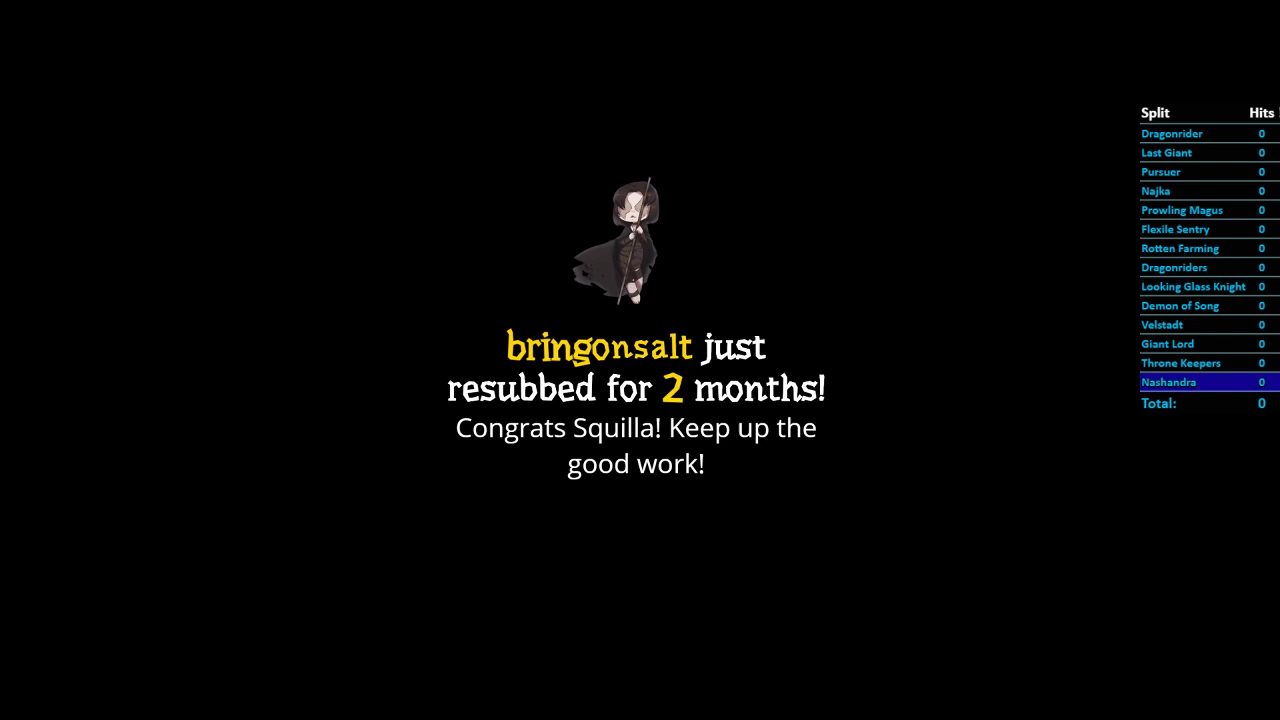 bringonsalt just
resubbed for 2 months!
Congrats Squilla! Keep up the
good work!
Split Hits
Dragonrider 0
Last Giant 0
Pursuer 0
Najka 0
Prowling Magus 0
Flexile Sentry 0
Rotten Farming 0
Dragonriders 0
Looking Glass Knight 0
Demon of Song 0
Velstadt 0
Giant Lord 0
Throne Keepers 0
Nashandra 0
Total: 0